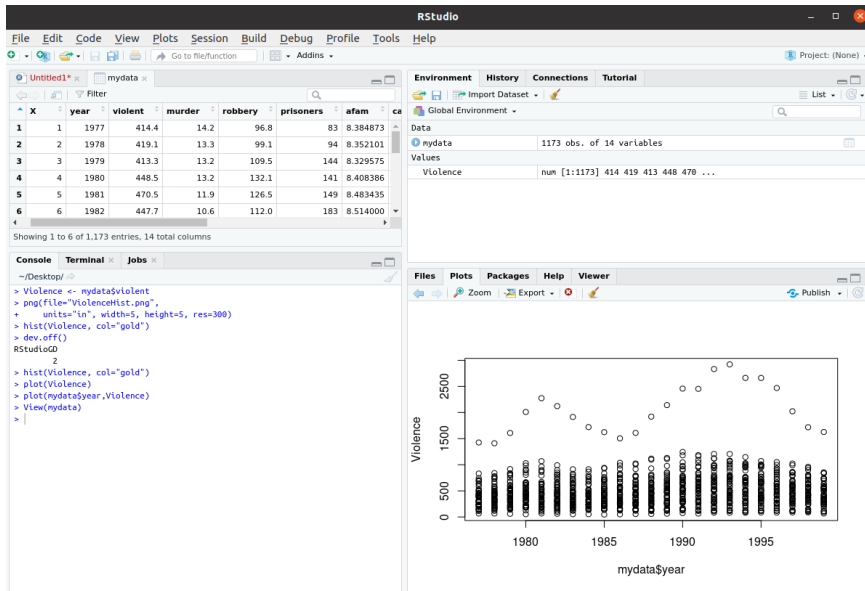 RStudio
File Edit Code View Plots Session Build Debug Profile Tools Help
Go to file/function Addins Project: (None)
Untitled1* mydata
Filter
X year violent murder robbery prisoners afam ca
1 1 1977 414.4 14.2 96.8 83 8.384873
2 2 1978 419.1 13.3 99.1 94 8.352101
3 3 1979 413.3 13.2 109.5 144 8.329575
4 4 1980 448.5 13.2 132.1 141 8.408386
5 5 1981 470.5 11.9 126.5 149 8.483435
6 6 1982 447.7 10.6 112.0 183 8.514000
Showing 1 to 6 of 1,173 entries, 14 total columns
Console Terminal Jobs
~/Desktop/
> Violence <- mydata$violent
> png(file="ViolenceHist.png",
+ units="in", width=5, height=5, res=300)
> hist(Violence, col="gold")
> dev.off()
RStudioGD
2
> hist(Violence, col="gold")
> plot(Violence)
> plot(mydata$year,Violence)
> View(mydata)
>
Environment History Connections Tutorial
Import Dataset List
Global Environment
Data
mydata 1173 obs. of 14 variables
Values
Violence num [1:1173] 414 419 413 448 470 ...
Files Plots Packages Help Viewer
Zoom Export Publish
Violence
2500
1500
500
0
1980 1985 1990 1995
mydata$year